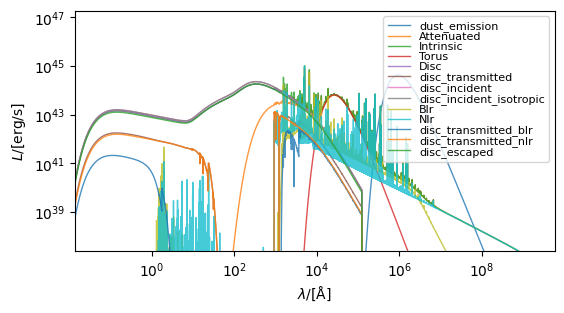 10^47
10^45
10^43
10^41
10^39
L/[erg/s]
dust_emission
Attenuated
Intrinsic
Torus
Disc
disc_transmitted
disc_incident
disc_incident_isotropic
Blr
Nlr
disc_transmitted_blr
disc_transmitted_nlr
disc_escaped
10^0 10^2 10^4 10^6 10^8
λ/[Å]